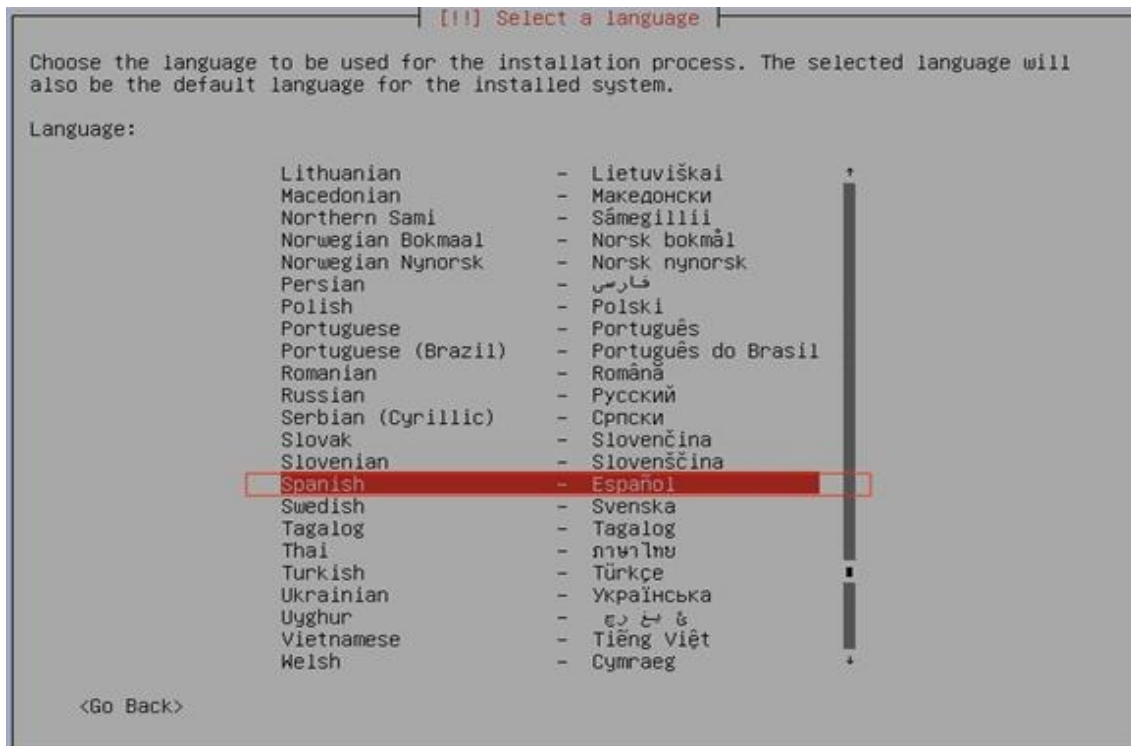 [!!] Select a language
Choose the language to be used for the installation process. The selected language will
also be the default language for the installed system.
Language:
Lithuanian - Lietuviškai
Macedonian - Македонски
Northern Sami - Sámegillii
Norwegian Bokmaal - Norsk bokmål
Norwegian Nynorsk - Norsk nynorsk
Persian - فارسی
Polish - Polski
Portuguese - Português
Portuguese (Brazil) - Português do Brasil
Romanian - Română
Russian - Русский
Serbian (Cyrillic) - Српски
Slovak - Slovenčina
Slovenian - Slovenščina
Spanish - Español
Swedish - Svenska
Tagalog - Tagalog
Thai - ภาษาไทย
Turkish - Türkçe
Ukrainian - Українська
Uyghur -
Vietnamese - Tiếng Việt
Welsh - Cymraeg
<Go Back>